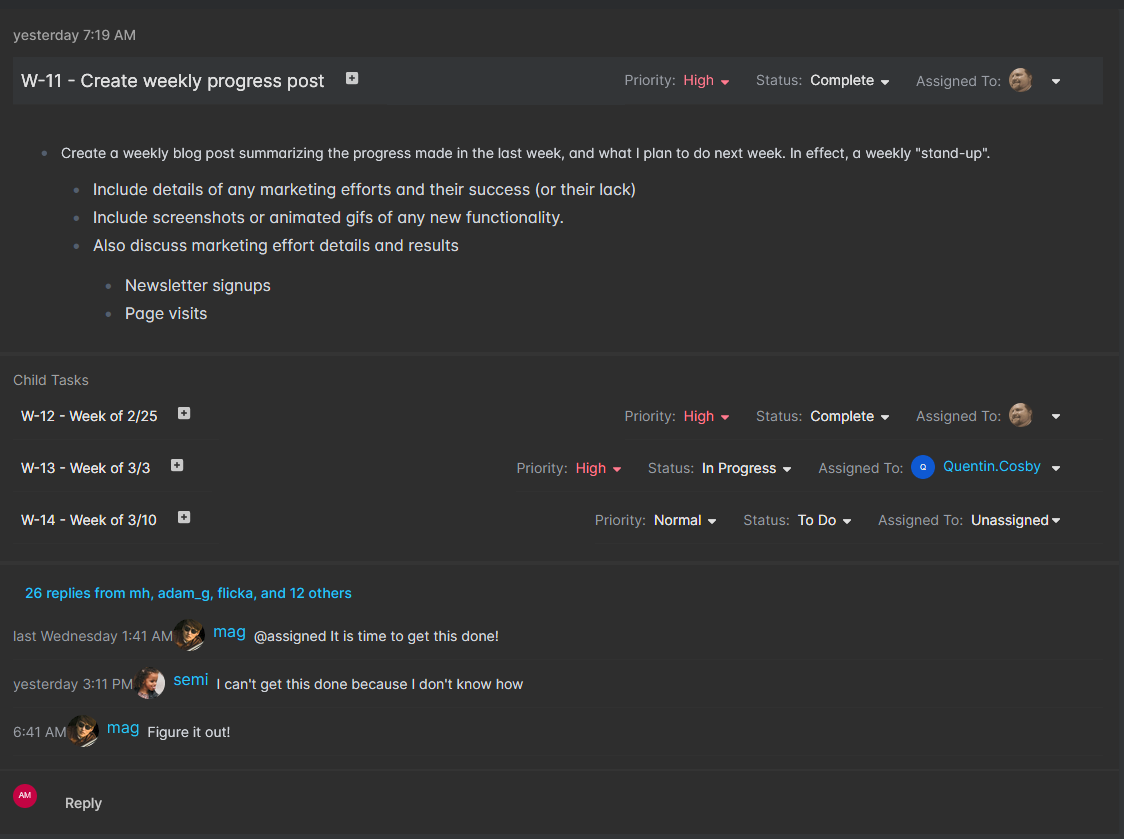 yesterday 7:19 AM
W-11 - Create weekly progress post Priority: High Status: Complete Assigned To:
Create a weekly blog post summarizing the progress made in the last week, and what I plan to do next week. In effect, a weekly "stand-up".
Include details of any marketing efforts and their success (or their lack)
Include screenshots or animated gifs of any new functionality.
Also discuss marketing effort details and results
Newsletter signups
Page visits
Child Tasks
W-12 - Week of 2/25 Priority: High Status: Complete Assigned To:
W-13 - Week of 3/3 Priority: High Status: In Progress Assigned To: Q Quentin.Cosby
W-14 - Week of 3/10 Priority: Normal Status: To Do Assigned To: Unassigned
26 replies from mh, adam_g, flicka, and 12 others
last Wednesday 1:41 AM mag @assigned It is time to get this done!
yesterday 3:11 PM semi I can't get this done because I don't know how
6:41 AM mag Figure it out!
AM Reply